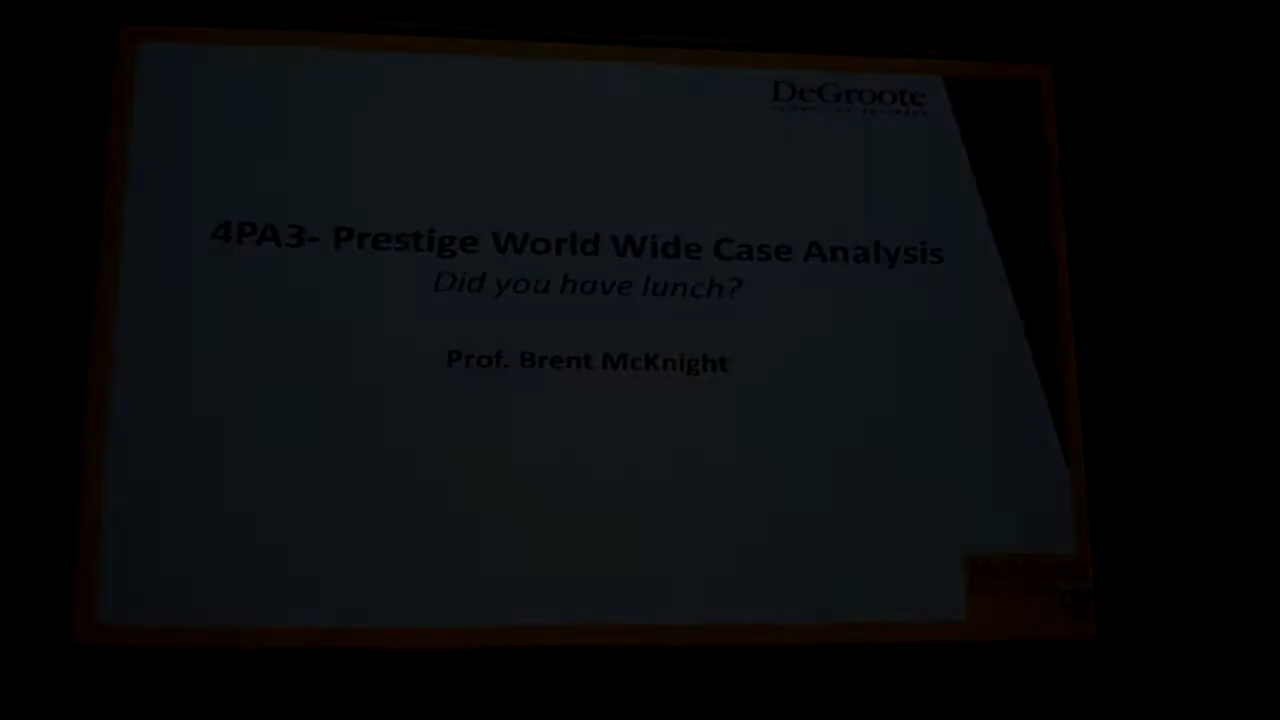 DeGroote
4PA3- Prestige World Wide Case Analysis
Did you have lunch?
Prof. Brent McKnight